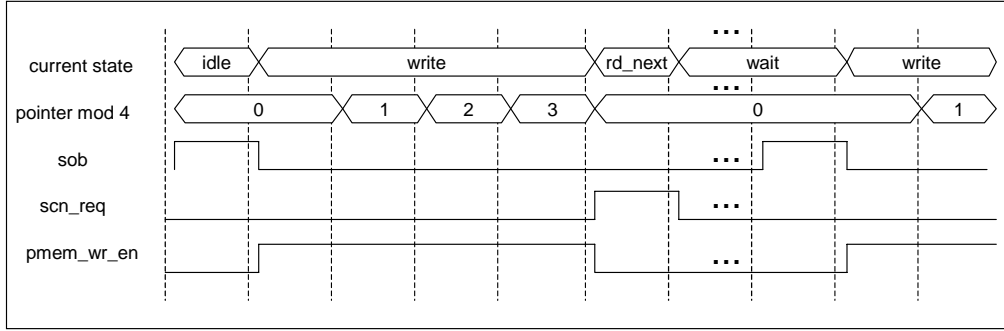 ...
current state idle write rd_next wait write
...
pointer mod 4 0 1 2 3 0 1
sob ...
scn_req ...
pmem_wr_en ...